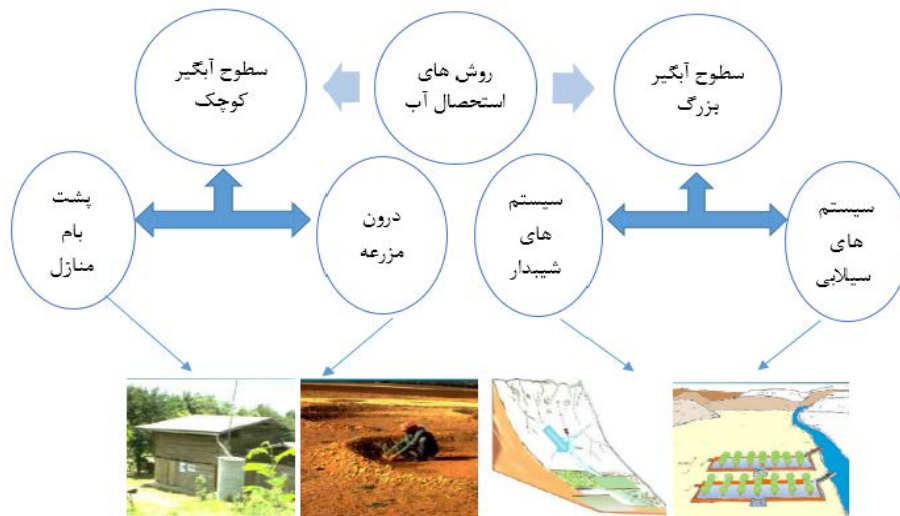 روش های
استحصال آب
سطوح آبگیر
بزرگ
سطوح آبگیر
کوچک
سیستم
های
سیلابی
سیستم
های
شیبدار
درون
مزرعه
پشت
بام
منازل